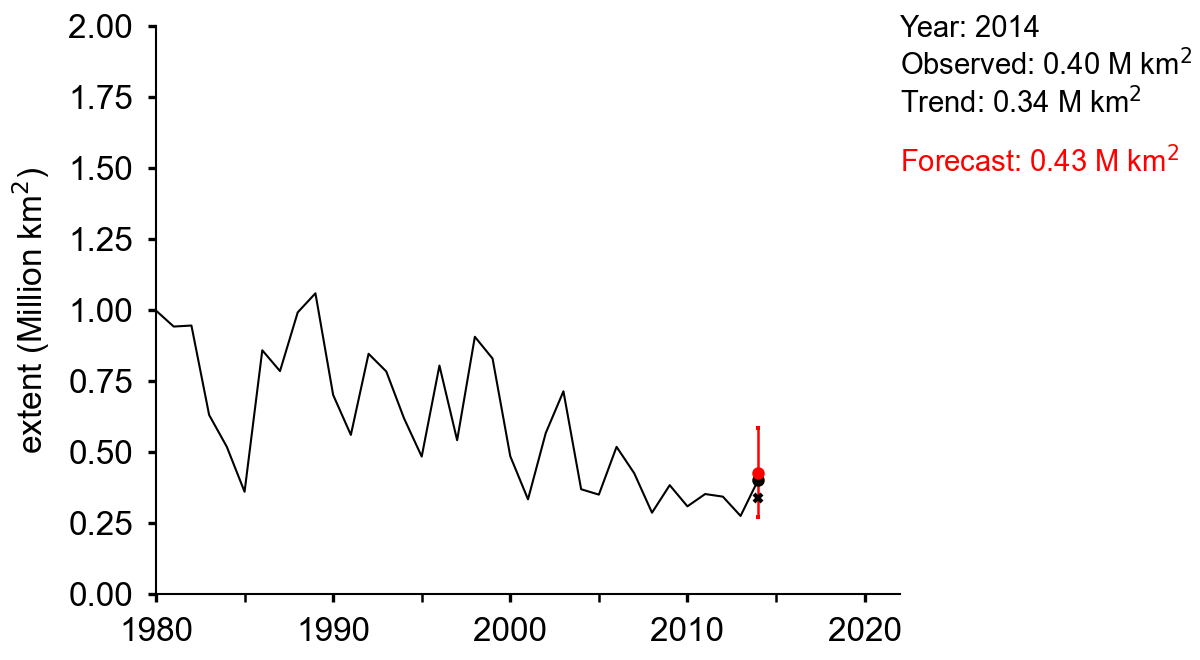 Year: 2014
Observed: 0.40 M km²
Trend: 0.34 M km²
Forecast: 0.43 M km²
extent (Million km²)
2.00
1.75
1.50
1.25
1.00
0.75
0.50
0.25
0.00
1980 1990 2000 2010 2020